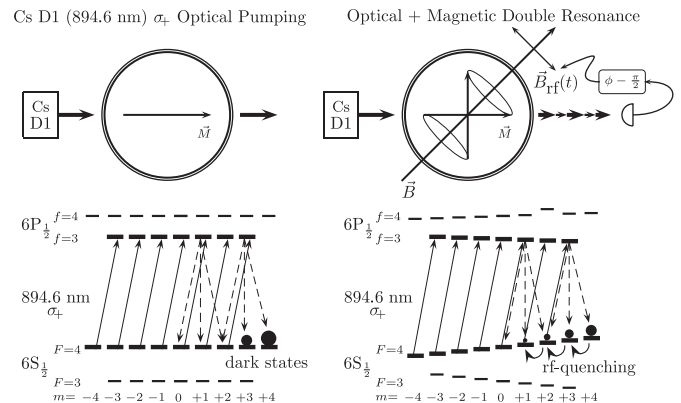 Cs D1 (894.6 nm) σ+ Optical Pumping
Optical + Magnetic Double Resonance
Cs
D1
M⃗
Cs
D1
M⃗
B⃗
B⃗rf(t)
ϕ − π/2
6P1/2
f=4
f=3
894.6 nm
σ+
F=4
dark states
6S1/2
F=3
m= −4 −3 −2 −1 0 +1 +2 +3 +4
6P1/2
f=4
f=3
894.6 nm
σ+
F=4
rf-quenching
6S1/2
F=3
m= −4 −3 −2 −1 0 +1 +2 +3 +4